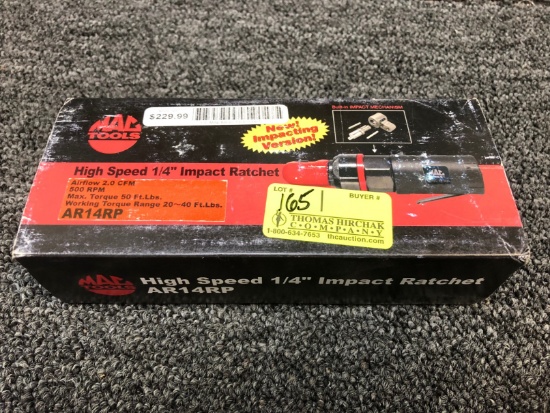 MAC
TOOLS
$229.99
New!
Impacting
Version!
Built-in IMPACT MECHANISM
High Speed 1/4" Impact Ratchet
Airflow 2.0 CFM
500 RPM
Max. Torque 50 Ft.Lbs.
Working Torque Range 20~40 Ft.Lbs.
AR14RP
LOT #
BUYER #
165
THOMAS HIRCHAK
C·O·M·P·A·N·Y
1-800-634-7653 thcauction.com
MAC
TOOLS
High Speed 1/4" Impact Ratchet
AR14RP